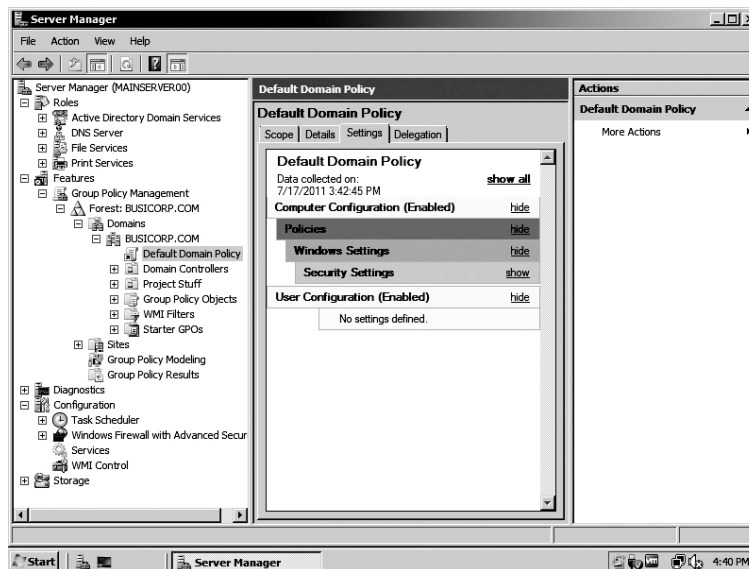 Server Manager
File Action View Help
Server Manager (MAINSERVER00)
Roles
Active Directory Domain Services
DNS Server
File Services
Print Services
Features
Group Policy Management
Forest: BUSICORP.COM
Domains
BUSICORP.COM
Default Domain Policy
Domain Controllers
Project Stuff
Group Policy Objects
WMI Filters
Starter GPOs
Sites
Group Policy Modeling
Group Policy Results
Diagnostics
Configuration
Task Scheduler
Windows Firewall with Advanced Secur
Services
WMI Control
Storage
Default Domain Policy
Default Domain Policy
Scope Details Settings Delegation
Default Domain Policy
Data collected on: show all
7/17/2011 3:42:45 PM
Computer Configuration (Enabled) hide
Policies hide
Windows Settings hide
Security Settings show
User Configuration (Enabled) hide
No settings defined.
Actions
Default Domain Policy
More Actions
Start Server Manager 4:40 PM